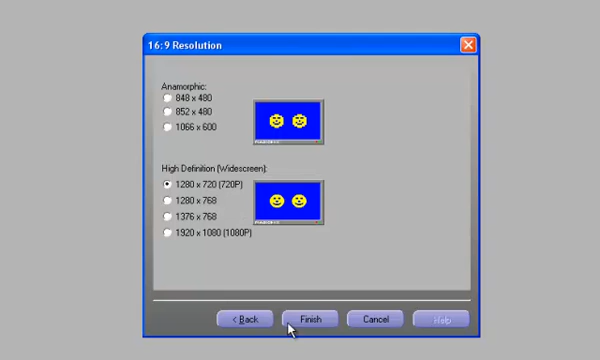 16:9 Resolution
Anamorphic:
848 x 480
852 x 480
1066 x 600
High Definition (Widescreen):
1280 x 720 (720P)
1280 x 768
1376 x 768
1920 x 1080 (1080P)
< Back
Finish
Cancel
Help